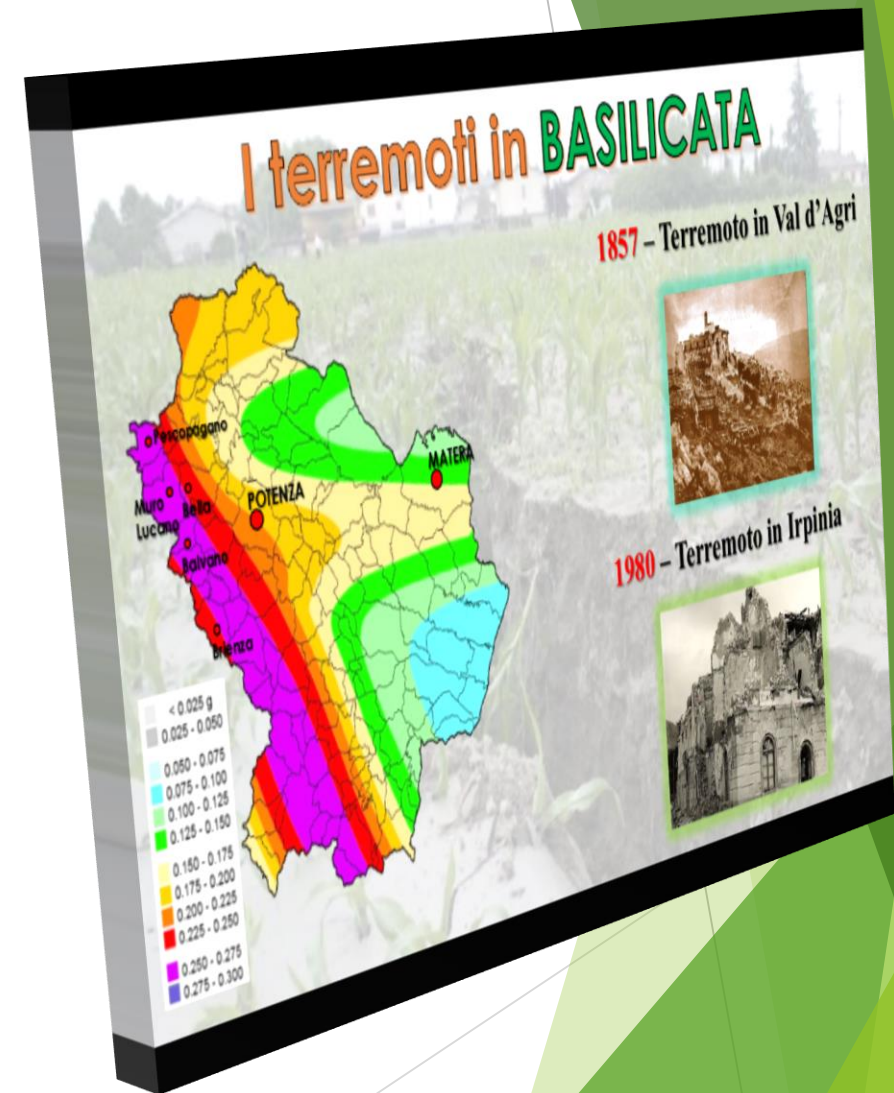 I terremoti in BASILICATA
1857 – Terremoto in Val d'Agri
Pescopagano
MATERA
Muro
Lucano
Bella
POTENZA
Balvano
1980 – Terremoto in Irpinia
Brienza
< 0.025 g
0.025 - 0.050
0.050 - 0.075
0.075 - 0.100
0.100 - 0.125
0.125 - 0.150
0.150 - 0.175
0.175 - 0.200
0.200 - 0.225
0.225 - 0.250
0.250 - 0.275
0.275 - 0.300